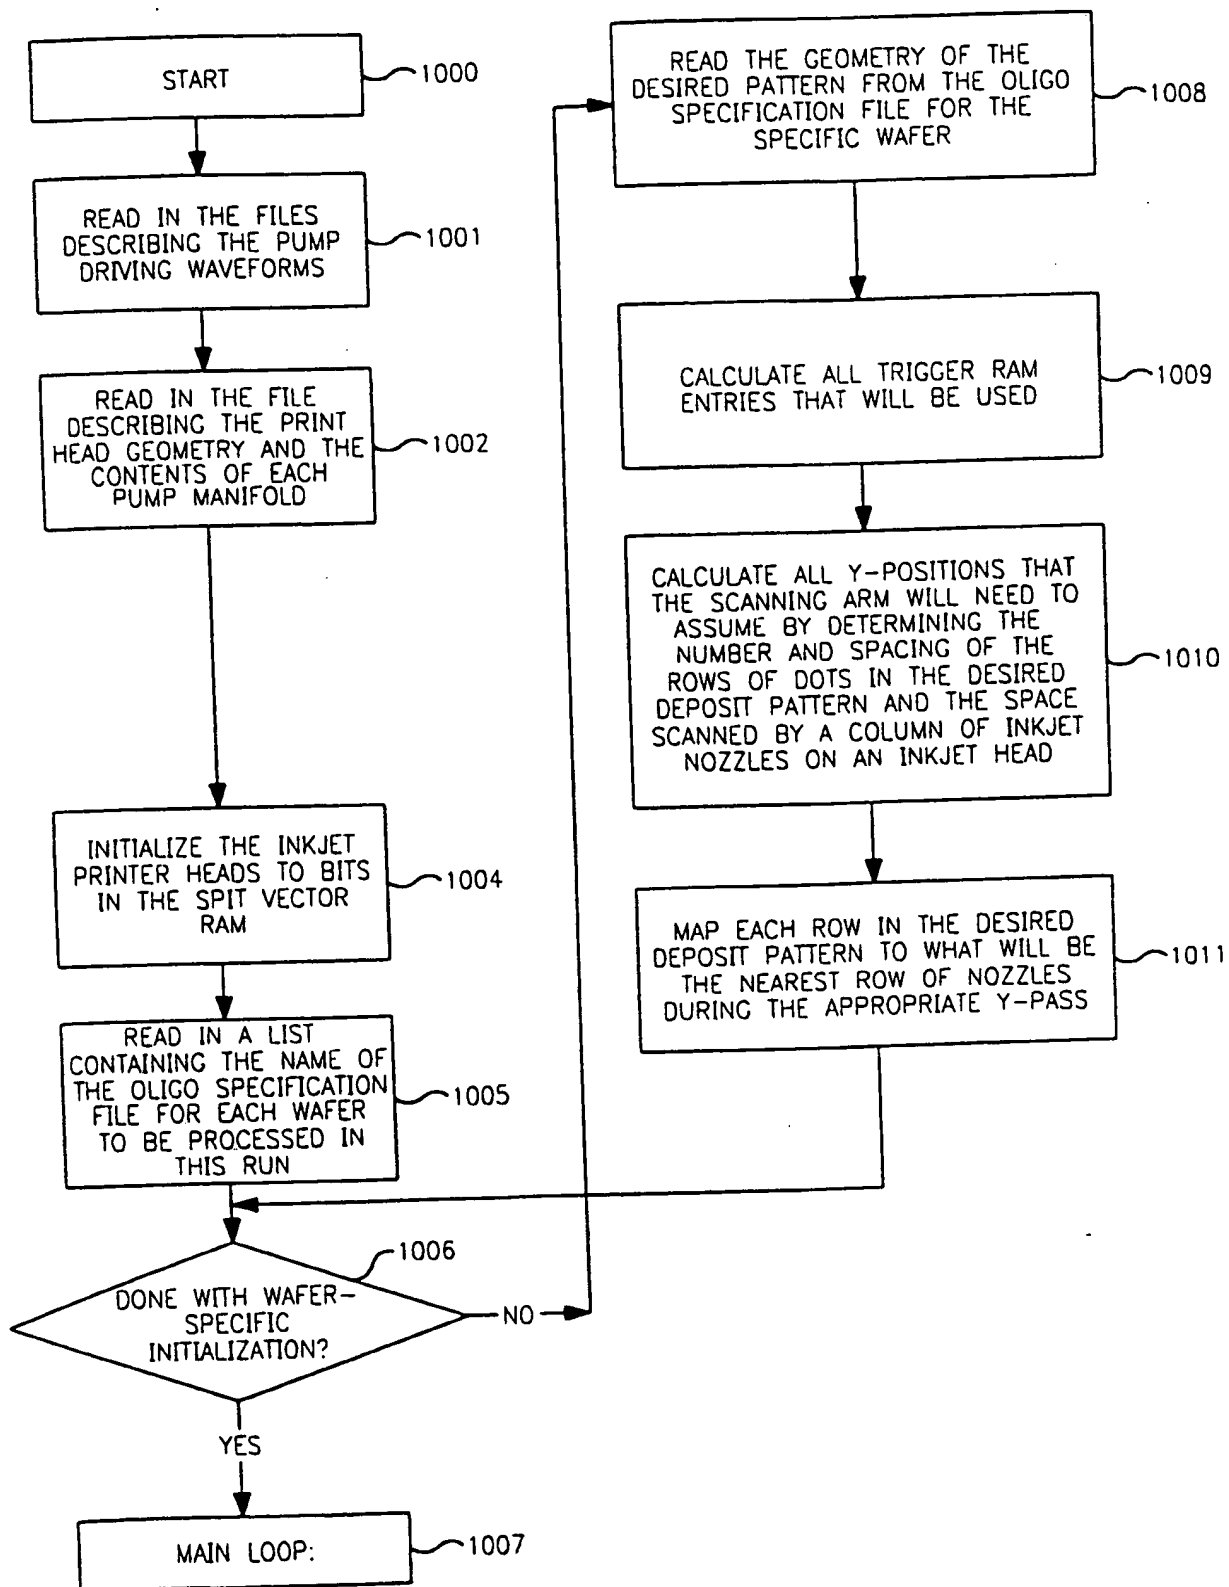 START
1000
READ IN THE FILES
DESCRIBING THE PUMP
DRIVING WAVEFORMS
1001
READ IN THE FILE
DESCRIBING THE PRINT
HEAD GEOMETRY AND THE
CONTENTS OF EACH
PUMP MANIFOLD
1002
INITIALIZE THE INKJET
PRINTER HEADS TO BITS
IN THE SPIT VECTOR
RAM
1004
READ IN A LIST
CONTAINING THE NAME OF
THE OLIGO SPECIFICATION
FILE FOR EACH WAFER
TO BE PROCESSED IN
THIS RUN
1005
1006
DONE WITH WAFER-
SPECIFIC
INITIALIZATION?
NO
YES
MAIN LOOP:
1007
READ THE GEOMETRY OF THE
DESIRED PATTERN FROM THE OLIGO
SPECIFICATION FILE FOR THE
SPECIFIC WAFER
1008
CALCULATE ALL TRIGGER RAM
ENTRIES THAT WILL BE USED
1009
CALCULATE ALL Y-POSITIONS THAT
THE SCANNING ARM WILL NEED TO
ASSUME BY DETERMINING THE
NUMBER AND SPACING OF THE
ROWS OF DOTS IN THE DESIRED
DEPOSIT PATTERN AND THE SPACE
SCANNED BY A COLUMN OF INKJET
NOZZLES ON AN INKJET HEAD
1010
MAP EACH ROW IN THE DESIRED
DEPOSIT PATTERN TO WHAT WILL BE
THE NEAREST ROW OF NOZZLES
DURING THE APPROPRIATE Y-PASS
1011